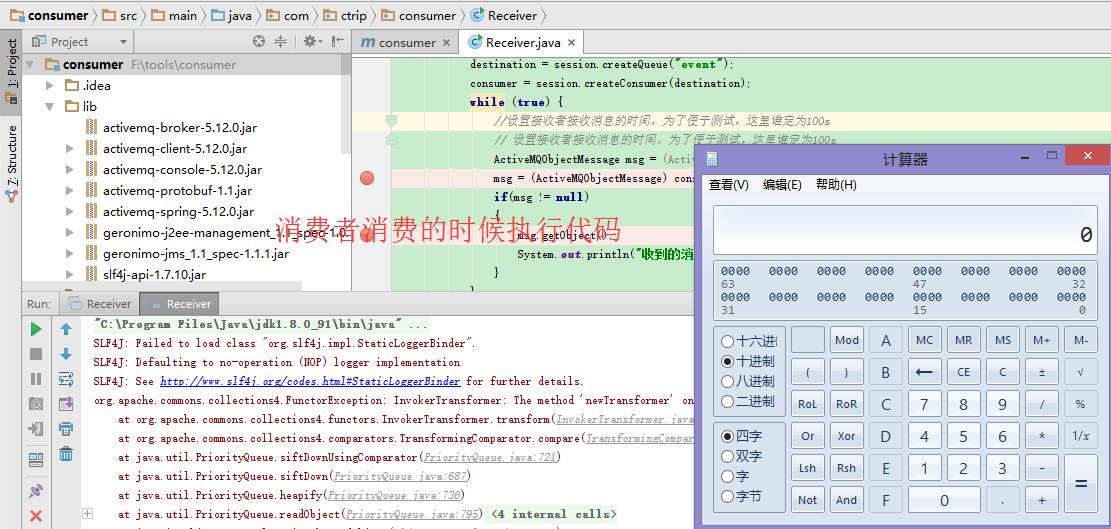 consumer src main java com ctrip consumer Receiver
Project
consumer
Receiver.java
1: Project
7: Structure
consumer F:\tools\consumer
.idea
lib
activemq-broker-5.12.0.jar
activemq-client-5.12.0.jar
activemq-console-5.12.0.jar
activemq-protobuf-1.1.jar
activemq-spring-5.12.0.jar
geronimo-j2ee-management_1.1_spec-1.0.
geronimo-jms_1.1_spec-1.1.1.jar
slf4j-api-1.7.10.jar
destination = session.createQueue("event");
consumer = session.createConsumer(destination);
while (true) {
//设置接收者接收消息的时间,为了便于测试,这里谁定为100s
// 设置接收者接收消息的时间,为了便于测试,这里谁定为100s
ActiveMQObjectMessage msg = (Acti
msg = (ActiveMQObjectMessage) cons
if(msg != null)
{
msg.getObject();
System.out.println("收到的消
}
消费者消费的时候执行代码
Run: Receiver Receiver
"C:\Program Files\Java\jdk1.8.0_91\bin\java" ...
SLF4J: Failed to load class "org.slf4j.impl.StaticLoggerBinder".
SLF4J: Defaulting to no-operation (NOP) logger implementation
SLF4J: See http://www.slf4j.org/codes.html#StaticLoggerBinder for further details.
org.apache.commons.collections4.FunctorException: InvokerTransformer: The method 'newTransformer' on
at org.apache.commons.collections4.functors.InvokerTransformer.transform(InvokerTransformer.java
at org.apache.commons.collections4.comparators.TransformingComparator.compare(TransformingCompar
at java.util.PriorityQueue.siftDownUsingComparator(PriorityQueue.java:721)
at java.util.PriorityQueue.siftDown(PriorityQueue.java:687)
at java.util.PriorityQueue.heapify(PriorityQueue.java:736)
at java.util.PriorityQueue.readObject(PriorityQueue.java:795) <4 internal calls>
计算器
查看(V) 编辑(E) 帮助(H)
0
0000 0000 0000 0000 0000 0000 0000 0000
63 47 32
0000 0000 0000 0000 0000 0000 0000 0000
31 15 0
十六进制
十进制
八进制
二进制
四字
双字
字
字节
Mod A MC MR MS M+ M-
( ) B ← CE C ± √
RoL RoR C 7 8 9 / %
Or Xor D 4 5 6 * 1/x
Lsh Rsh E 1 2 3 - =
Not And F 0 . +